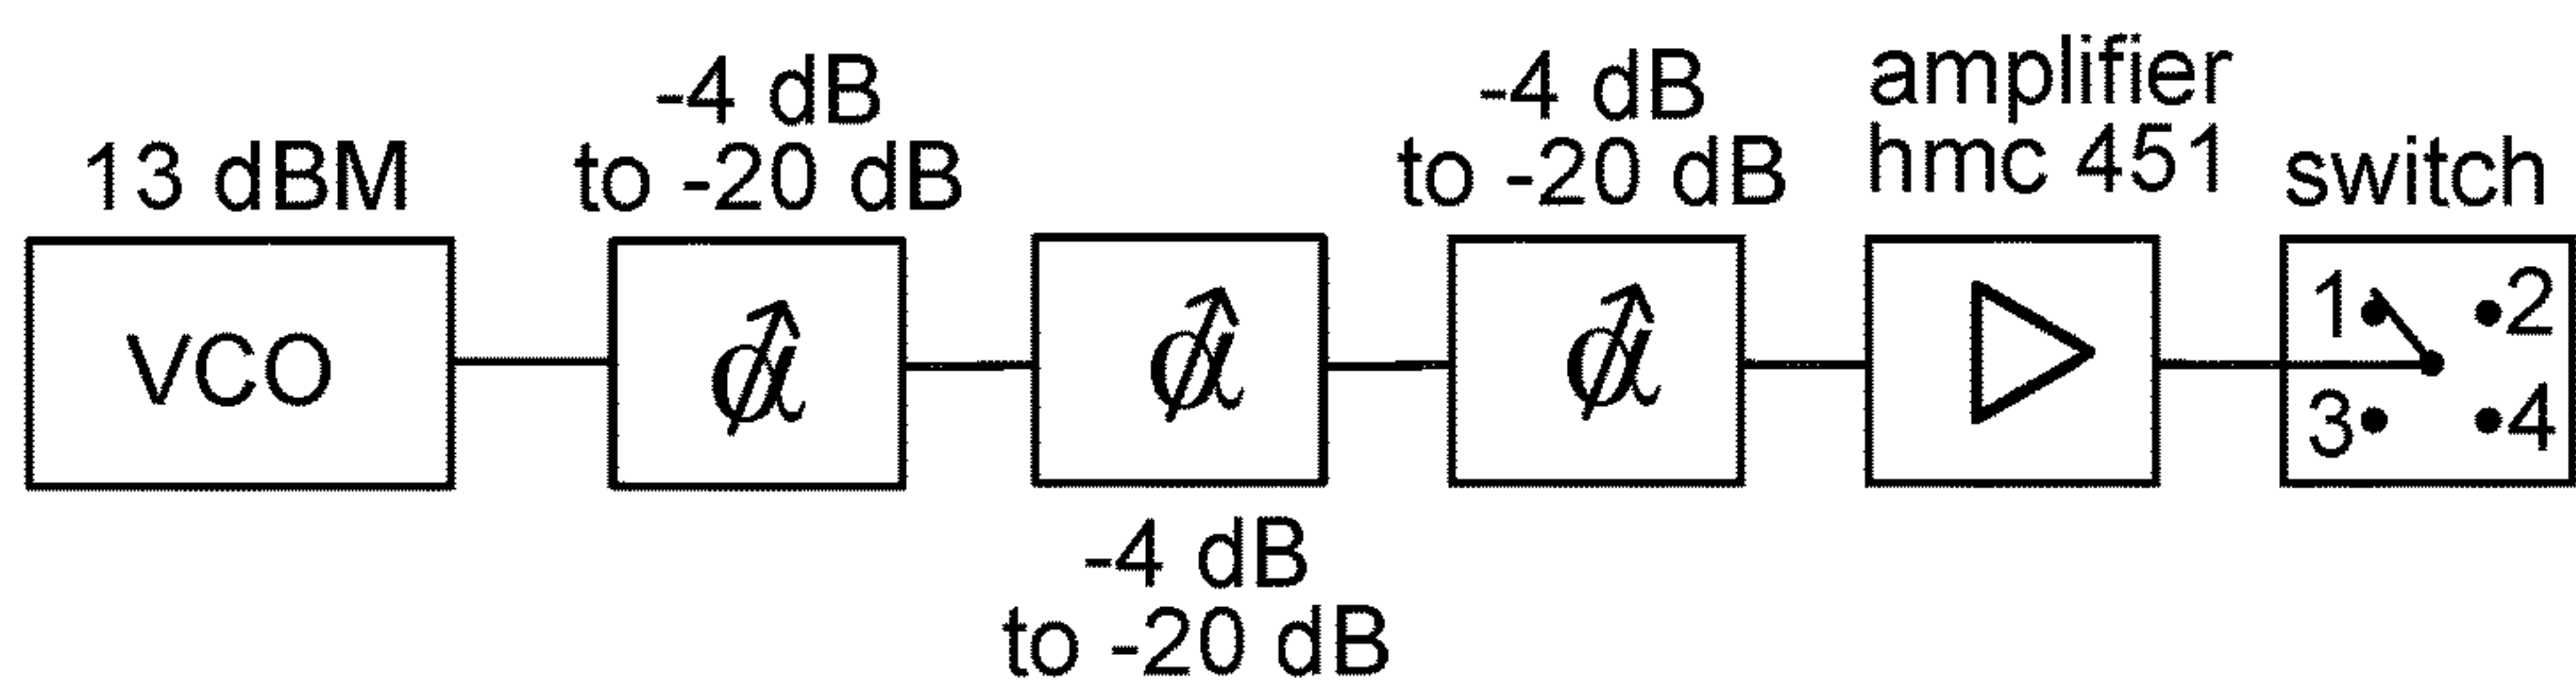 13 dBM
-4 dB
to -20 dB
-4 dB
to -20 dB
amplifier
hmc 451
switch
VCO
α
α
α
1
2
3
4
-4 dB
to -20 dB